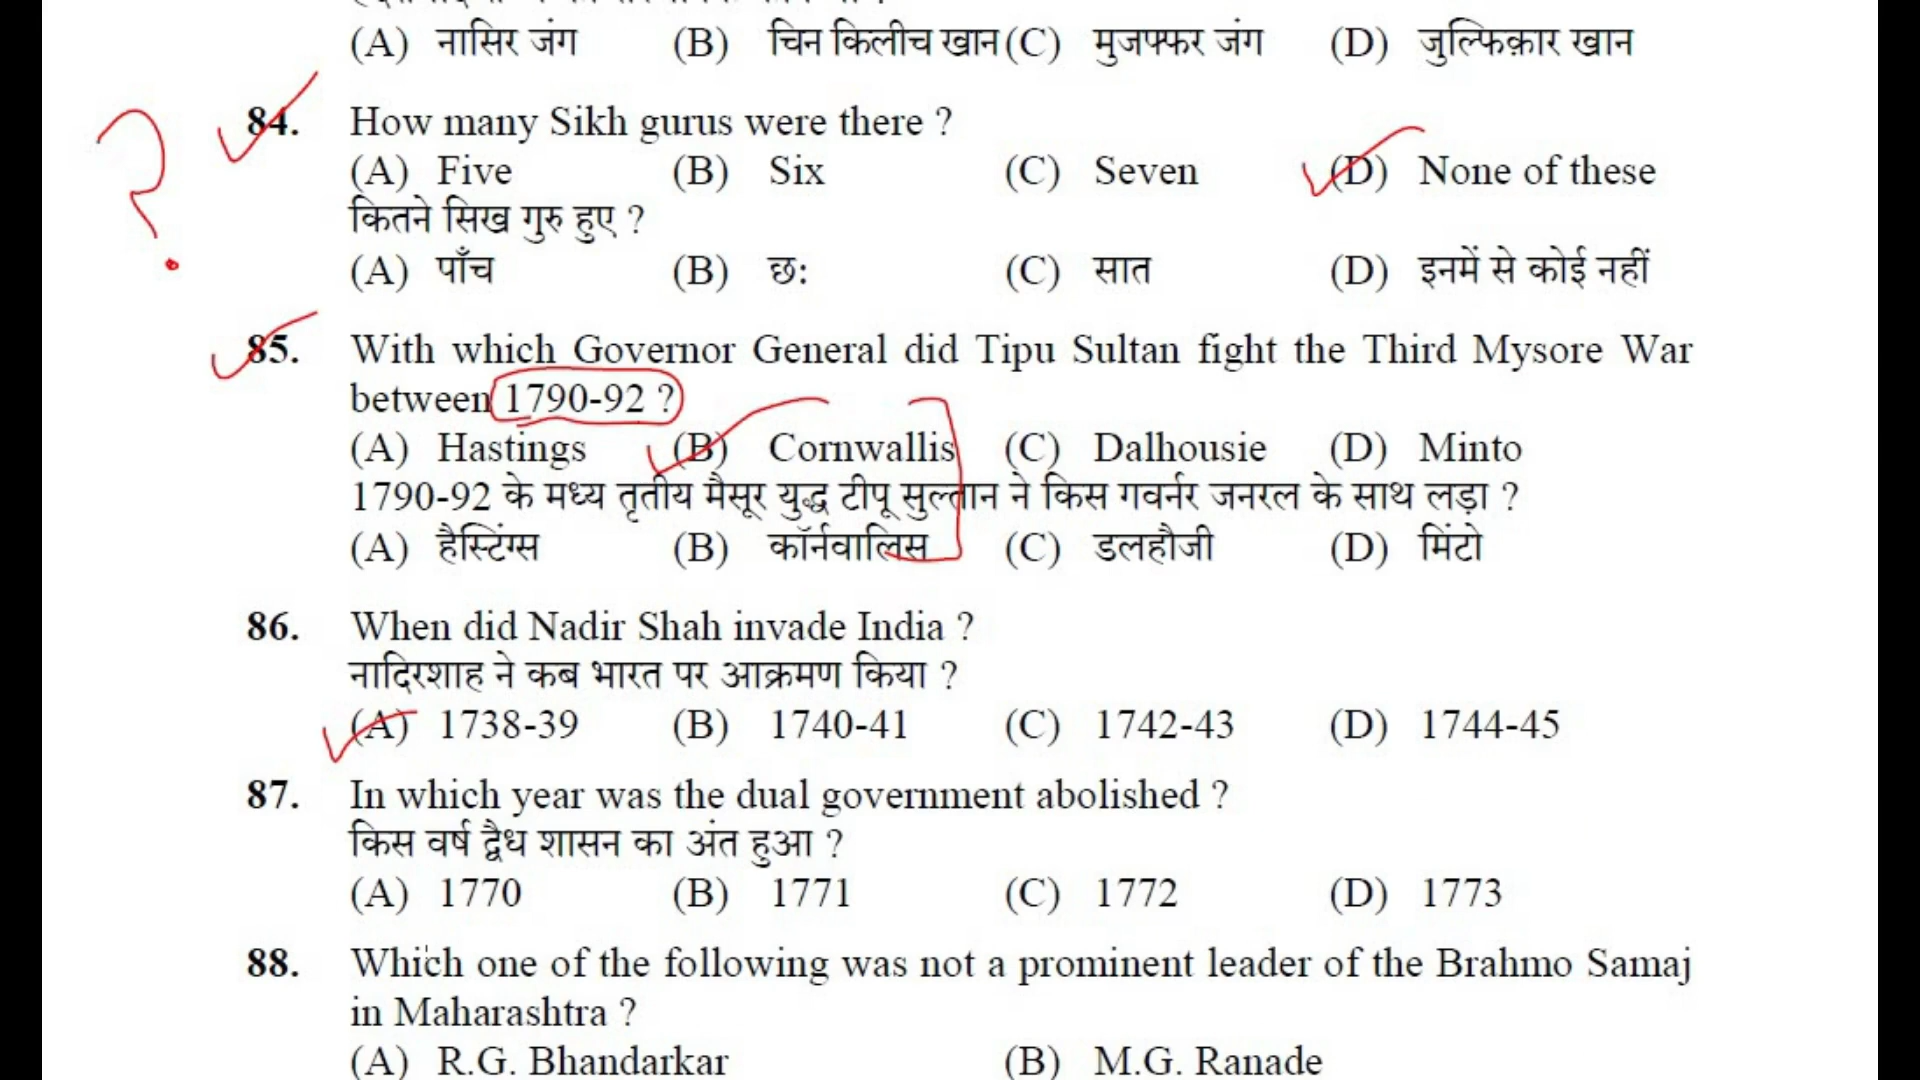 (A) नासिर जंग (B) चिन किलीच खान (C) मुजफ्फर जंग (D) जुल्फिक़ार खान
84. How many Sikh gurus were there ?
(A) Five (B) Six (C) Seven (D) None of these
कितने सिख गुरु हुए ?
(A) पाँच (B) छः (C) सात (D) इनमें से कोई नहीं
85. With which Governor General did Tipu Sultan fight the Third Mysore War
between 1790-92 ?
(A) Hastings (B) Cornwallis (C) Dalhousie (D) Minto
1790-92 के मध्य तृतीय मैसूर युद्ध टीपू सुल्तान ने किस गवर्नर जनरल के साथ लड़ा ?
(A) हैस्टिंग्स (B) कॉर्नवालिस (C) डलहौजी (D) मिंटो
86. When did Nadir Shah invade India ?
नादिरशाह ने कब भारत पर आक्रमण किया ?
(A) 1738-39 (B) 1740-41 (C) 1742-43 (D) 1744-45
87. In which year was the dual government abolished ?
किस वर्ष द्वैध शासन का अंत हुआ ?
(A) 1770 (B) 1771 (C) 1772 (D) 1773
88. Which one of the following was not a prominent leader of the Brahmo Samaj
in Maharashtra ?
(A) R.G. Bhandarkar (B) M.G. Ranade